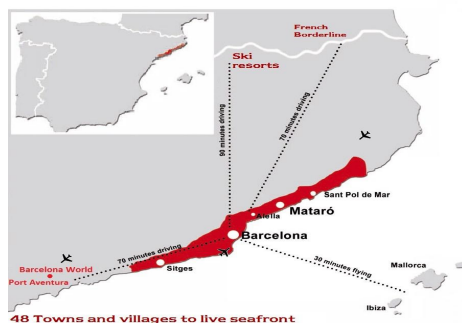 French
Borderline
Ski
resorts
90 minutes driving
70 minutes driving
Sant Pol de Mar
Mataró
Alella
Barcelona
70 minutes driving
30 minutes flying
Barcelona World
Port Aventura
Sitges
Mallorca
Ibiza
48 Towns and villages to live seafront